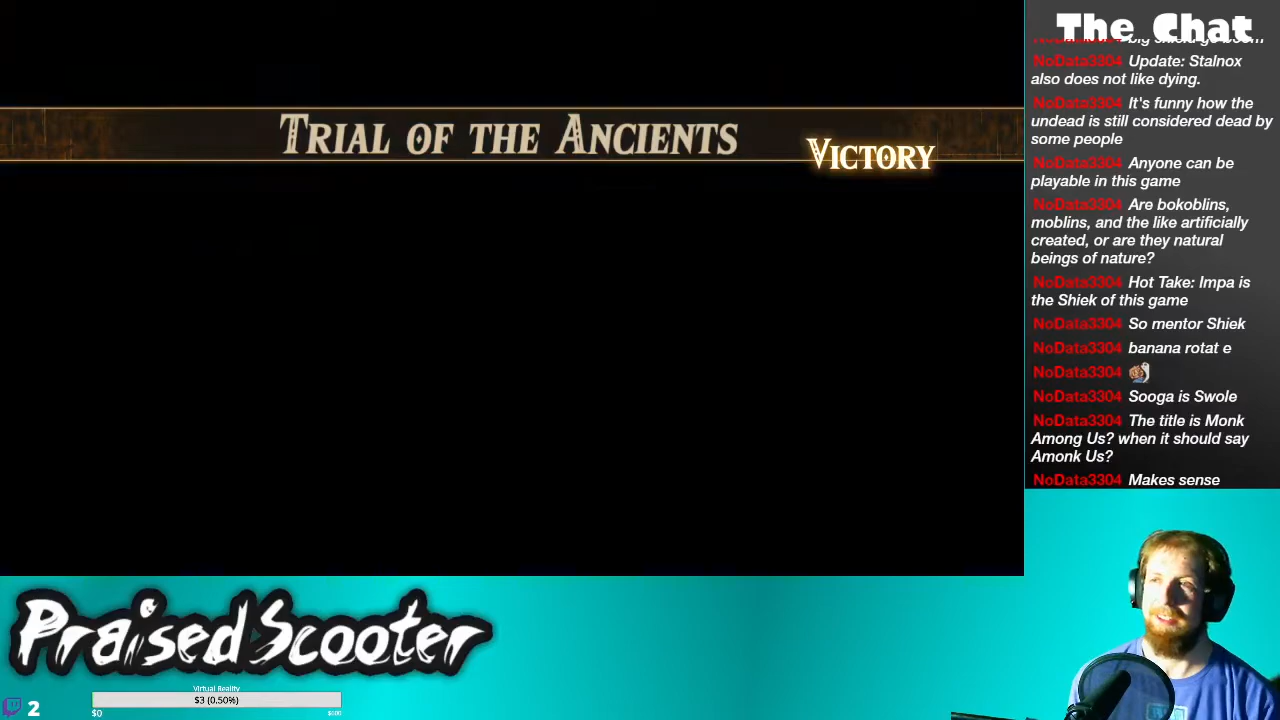 The Chat
NoData3304 Update: Stalnox
also does not like dying.
NoData3304 It's funny how the
undead is still considered dead by
some people
NoData3304 Anyone can be
playable in this game
NoData3304 Are bokoblins,
moblins, and the like artificially
created, or are they natural
beings of nature?
NoData3304 Hot Take: Impa is
the Shiek of this game
NoData3304 So mentor Shiek
NoData3304 banana rotat e
NoData3304
NoData3304 Sooga is Swole
NoData3304 The title is Monk
Among Us? when it should say
Amonk Us?
NoData3304 Makes sense
Trial of the Ancients
Victory
PraisedScooter
Virtual Reality
$3 (0.50%)
2
$0